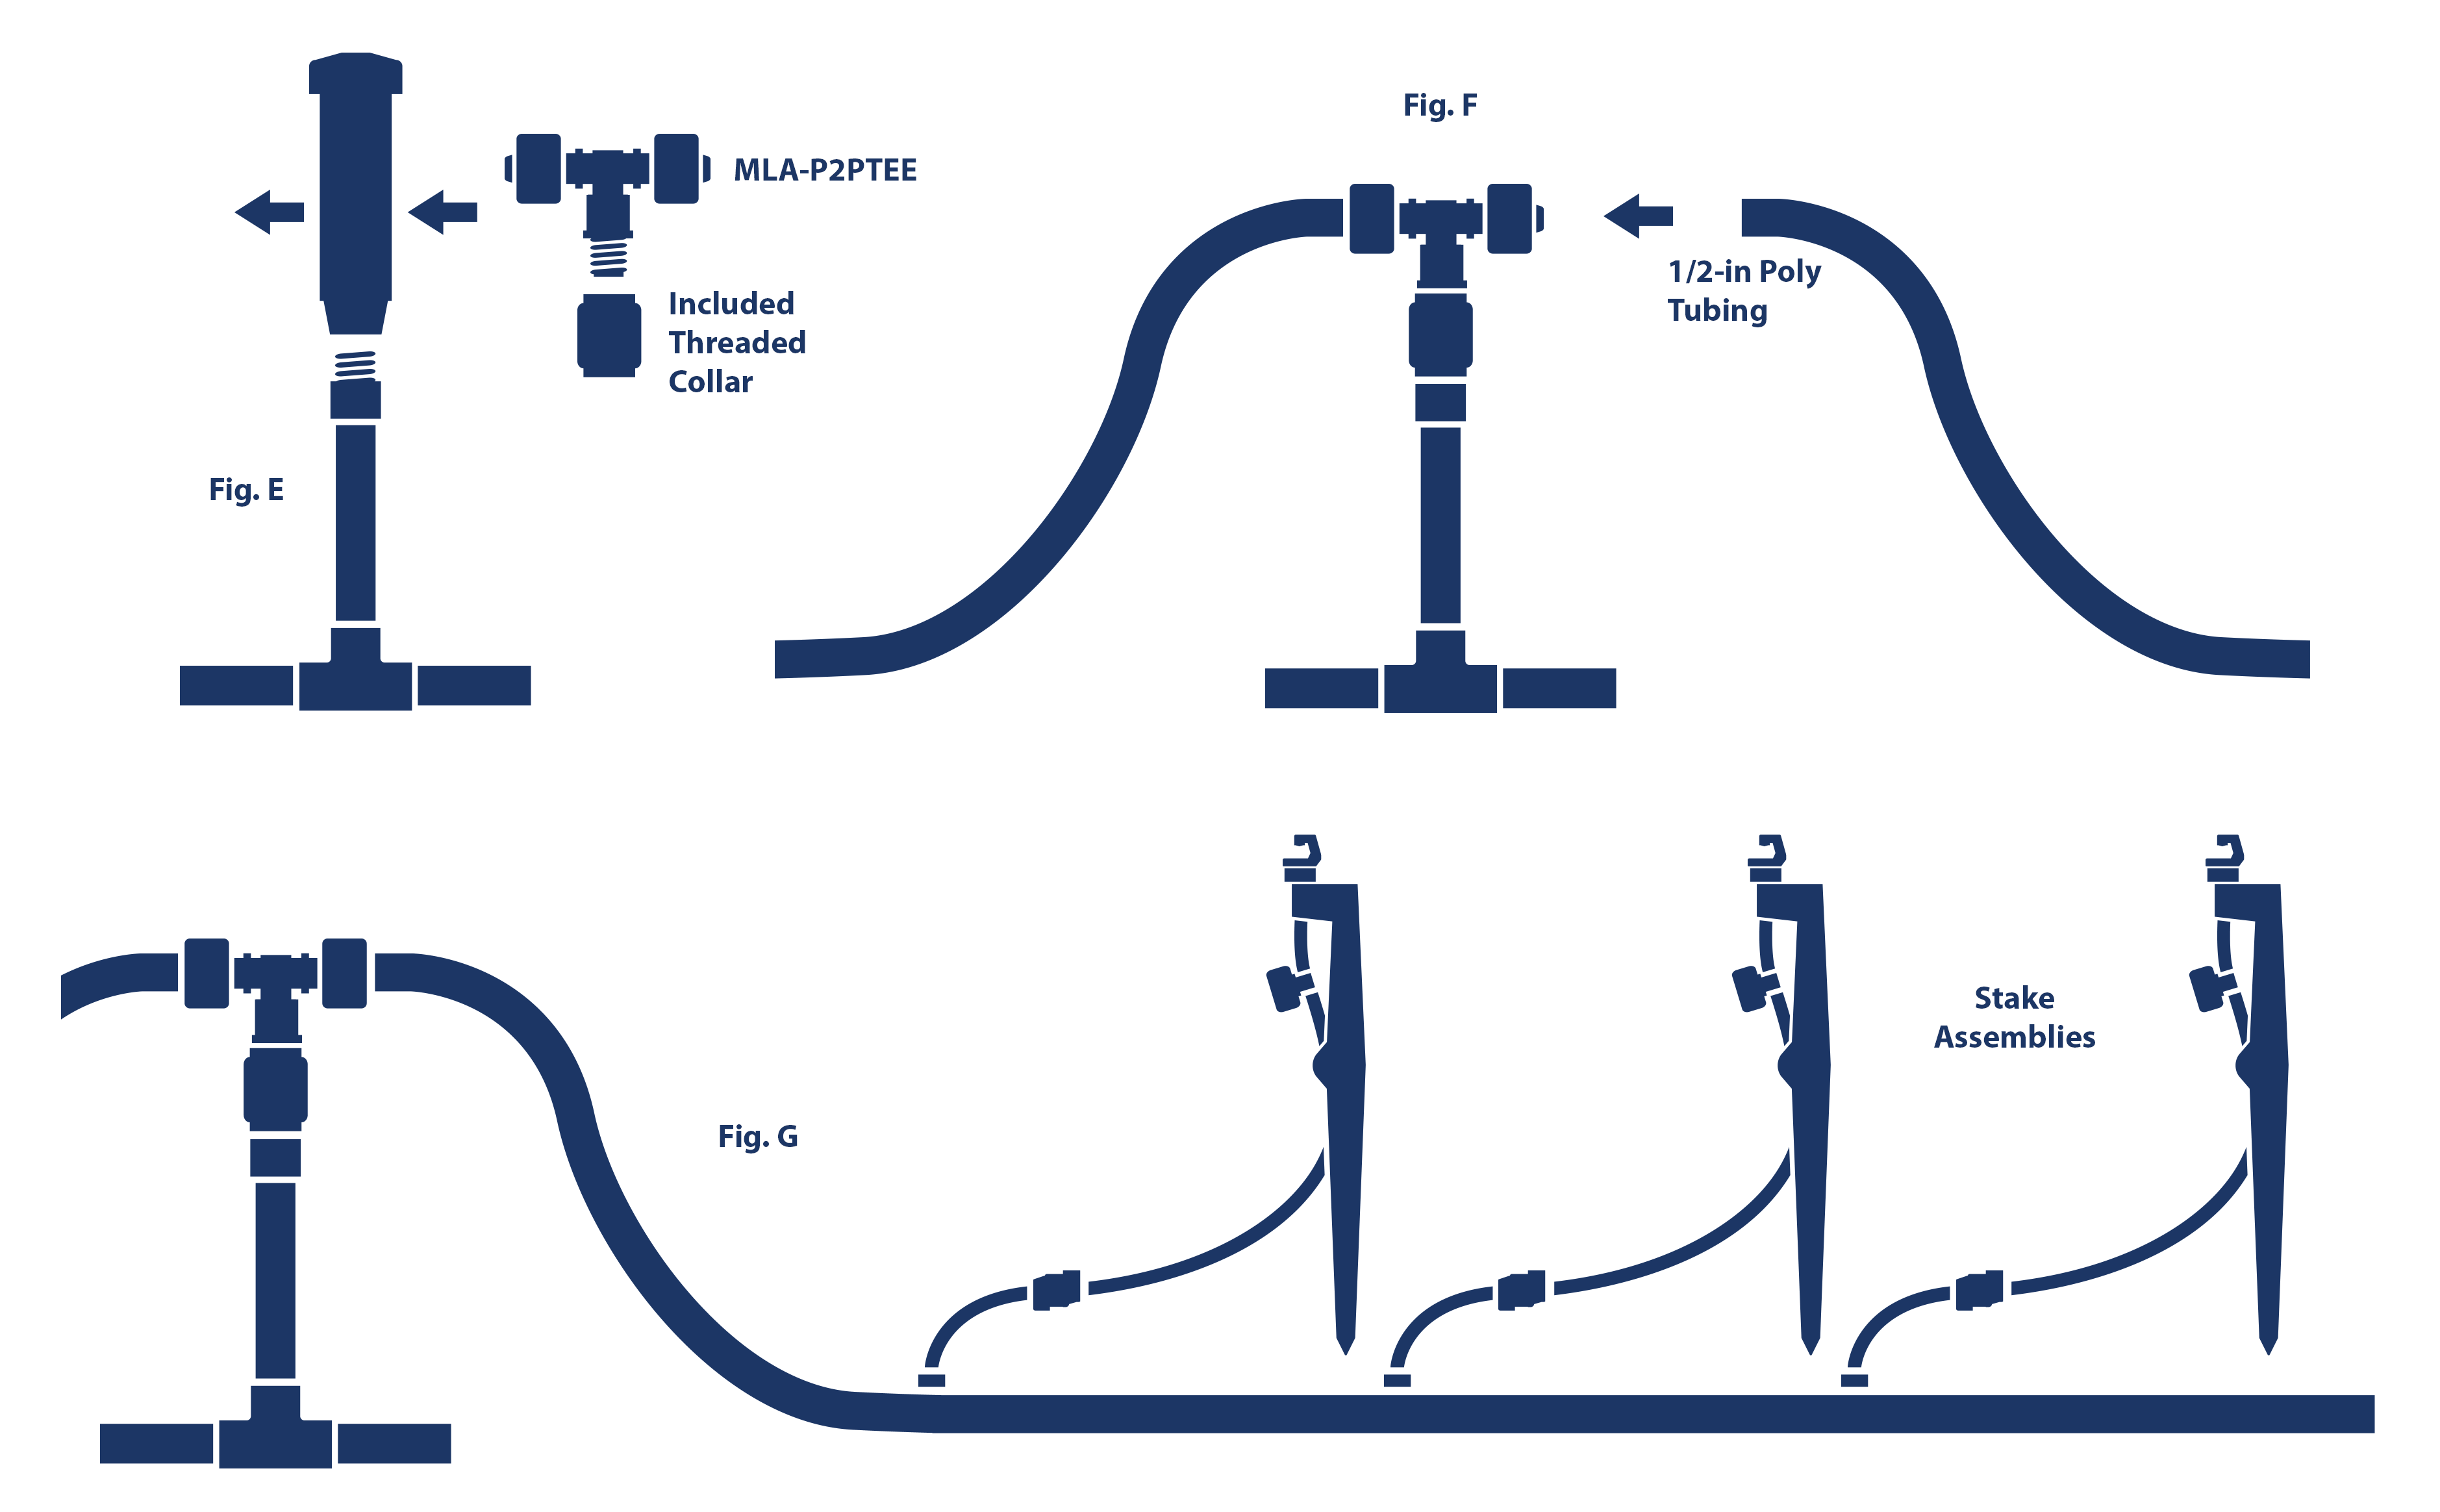 Fig. F
MLA-P2PTEE
Included
Threaded
Collar
1/2-in Poly
Tubing
Fig. E
Stake
Assemblies
Fig. G